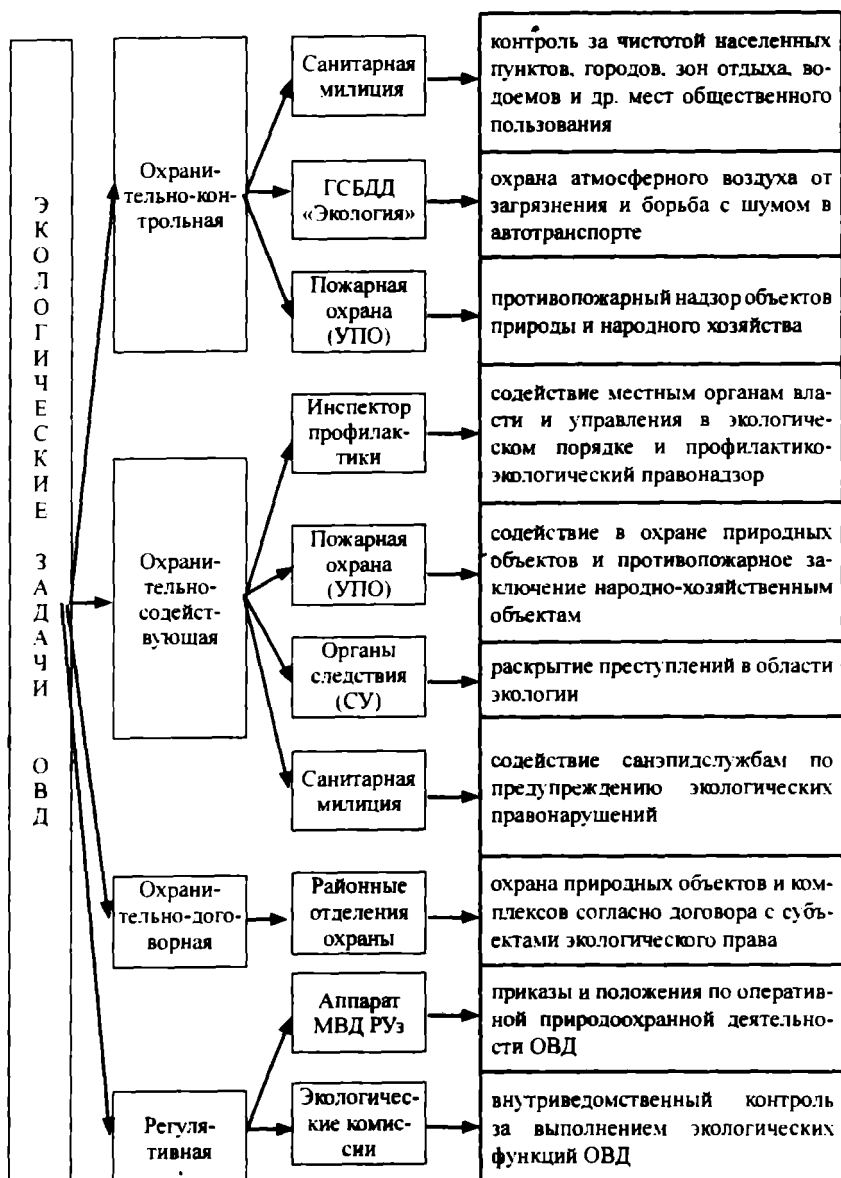 ЭКОЛОГИЧЕСКИЕ ЗАДАЧИ ОВД
Охрани-
тельно-кон-
трольная
Санитарная
милиция
контроль за чистотой населенных
пунктов, городов, зон отдыха, во-
доемов и др. мест общественного
пользования
ГСБДД
«Экология»
охрана атмосферного воздуха от
загрязнения и борьба с шумом в
автотранспорте
Пожарная
охрана
(УПО)
противопожарный надзор объектов
природы и народного хозяйства
Охрани-
тельно-
содейст-
вующая
Инспектор
профилак-
тики
содействие местным органам вла-
сти и управления в экологиче-
ском порядке и профилактико-
экологический правонадзор
Пожарная
охрана
(УПО)
содействие в охране природных
объектов и противопожарное за-
ключение народно-хозяйственным
объектам
Органы
следствия
(СУ)
раскрытие преступлений в области
экологии
Санитарная
милиция
содействие санэпидслужбам по
предупреждению экологических
правонарушений
Охрани-
тельно-дого-
ворная
Районные
отделения
охраны
охрана природных объектов и ком-
плексов согласно договора с субъ-
ектами экологического права
Регуля-
тивная
Аппарат
МВД РУз
приказы и положения по оператив-
ной природоохранной деятельно-
сти ОВД
Экологичес-
кие комис-
сии
внутриведомственный контроль
за выполнением экологических
функций ОВД